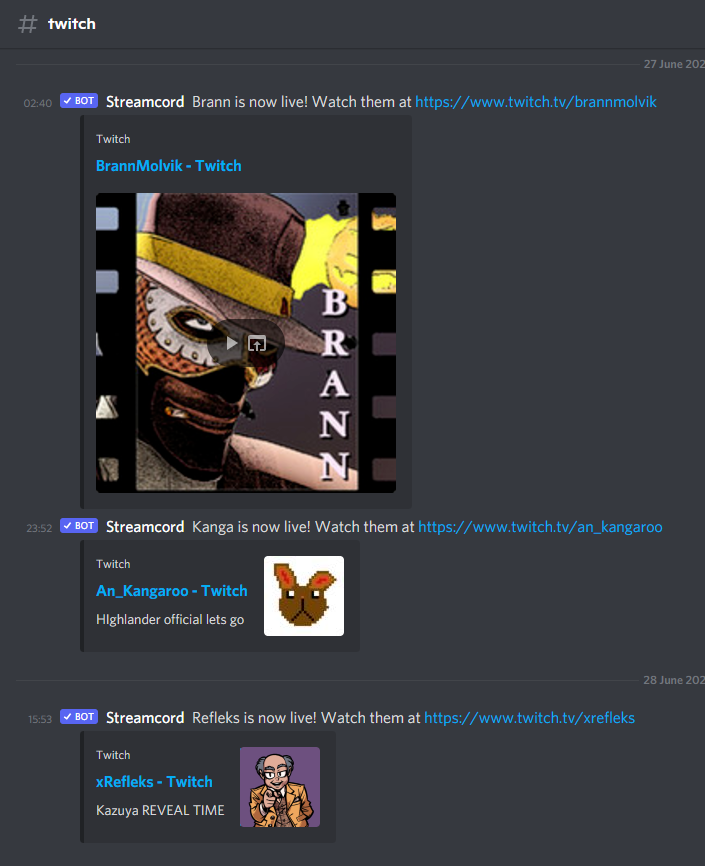 # twitch
27 June 202
02:40 ✓ BOT Streamcord Brann is now live! Watch them at https://www.twitch.tv/brannmolvik
Twitch
BrannMolvik - Twitch
BRANN
23:52 ✓ BOT Streamcord Kanga is now live! Watch them at https://www.twitch.tv/an_kangaroo
Twitch
An_Kangaroo - Twitch
HIghlander official lets go
28 June 202
15:53 ✓ BOT Streamcord Refleks is now live! Watch them at https://www.twitch.tv/xrefleks
Twitch
xRefleks - Twitch
Kazuya REVEAL TIME